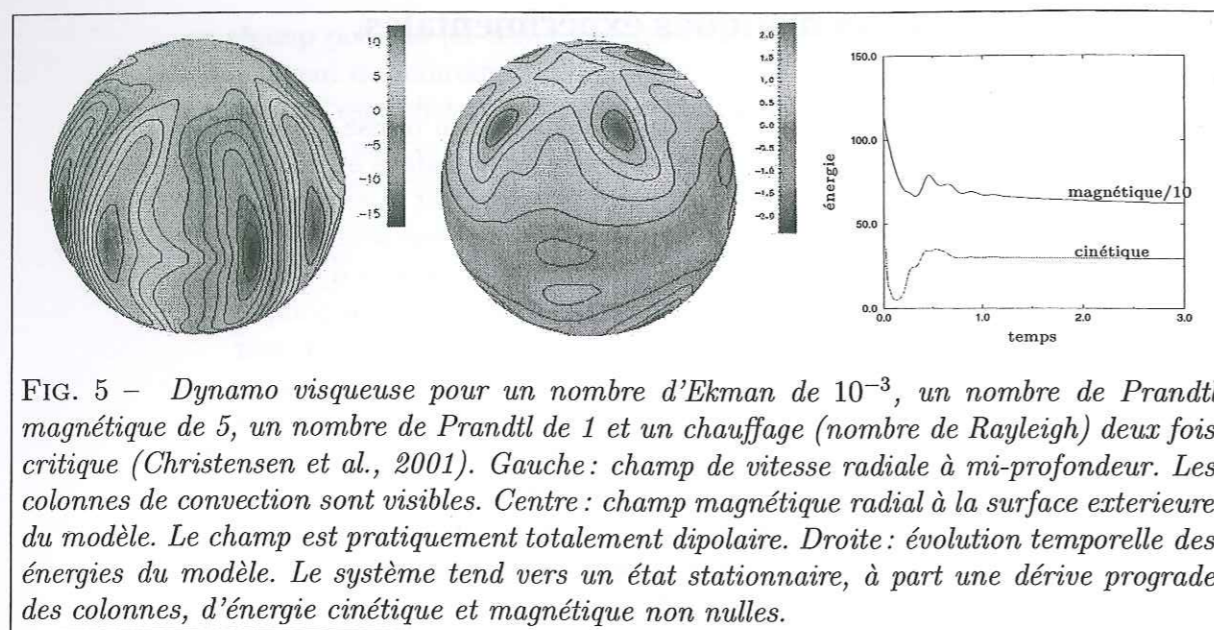 10
5
0
−5
−10
−15
2.0
1.5
1.0
0.5
0.0
−0.5
−1.0
−1.5
−2.0
150.0
100.0
50.0
0.0
énergie
magnétique/10
cinétique
0.0 1.0 2.0 3.0
temps
FIG. 5 – Dynamo visqueuse pour un nombre d'Ekman de 10⁻³, un nombre de Prandtl
magnétique de 5, un nombre de Prandtl de 1 et un chauffage (nombre de Rayleigh) deux fois
critique (Christensen et al., 2001). Gauche : champ de vitesse radiale à mi-profondeur. Les
colonnes de convection sont visibles. Centre : champ magnétique radial à la surface exterieure
du modèle. Le champ est pratiquement totalement dipolaire. Droite : évolution temporelle des
énergies du modèle. Le système tend vers un état stationnaire, à part une dérive prograde
des colonnes, d'énergie cinétique et magnétique non nulles.